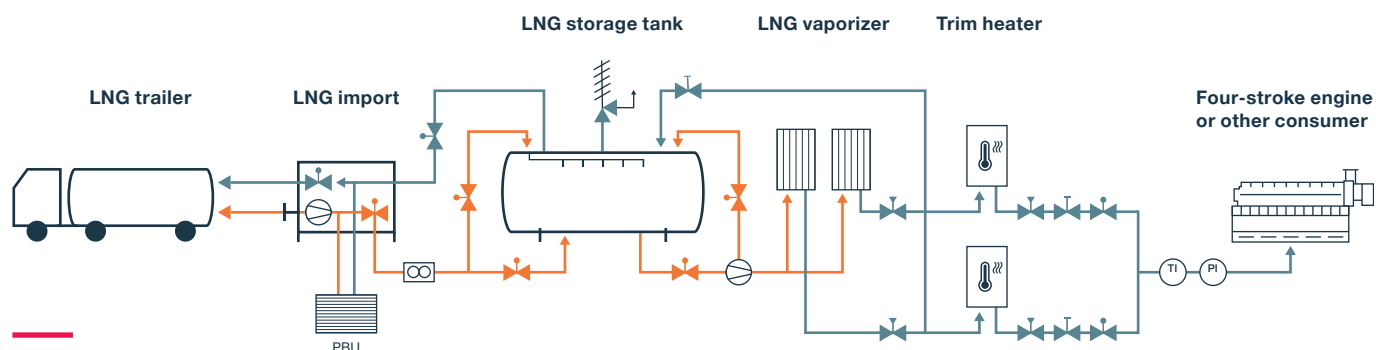 LNG storage tank
LNG vaporizer
Trim heater
LNG trailer
LNG import
Four-stroke engine
or other consumer
TI
PI
PBU